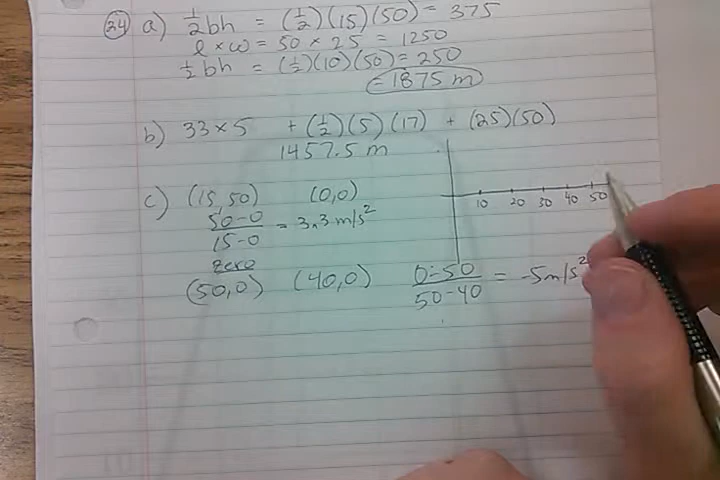 24 a) ½bh = (½)(15)(50) = 375
l × w = 50 × 25 = 1250
½bh = (½)(10)(50) = 250
= 1875 m
b) 33 × 5 + (½)(5)(17) + (25)(50)
1457.5 m
c) (15, 50) (0,0)
50-0 / 15-0 = 3.3 m/s²
zero
(50,0) (40,0) 0-50 / 50-40 = -5m/s²
10 20 30 40 50